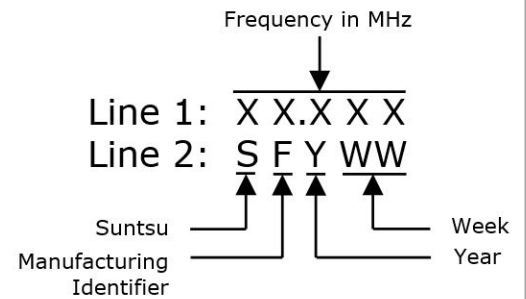 Frequency in MHz
Line 1: X X.X X X
Line 2: S F Y WW
Suntsu
Week
Manufacturing
Identifier
Year